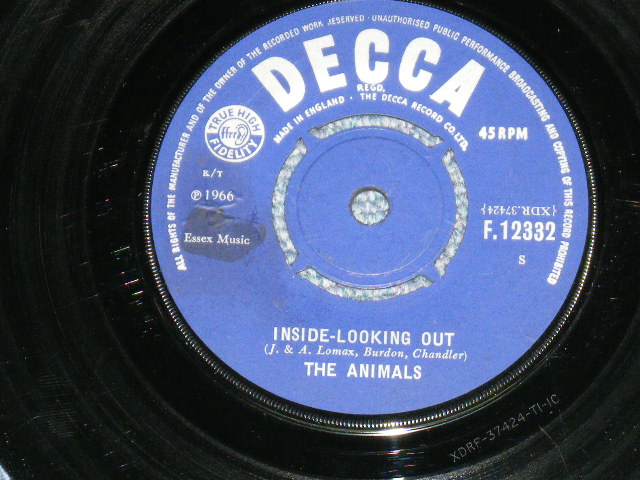 ALL RIGHTS OF THE MANUFACTURER AND OF THE OWNER OF THE RECORDED WORK RESERVED · UNAUTHORISED PUBLIC PERFORMANCE BROADCASTING AND COPYING OF THIS RECORD PROHIBITED
DECCA
REGD.
MADE IN ENGLAND · THE DECCA RECORD CO. LTD.
TRUE HIGH
ffrr
FIDELITY
45 RPM
K/T
℗ 1966
Essex Music
(XDR.37424)
F.12332
S
INSIDE-LOOKING OUT
(J. & A. Lomax, Burdon, Chandler)
THE ANIMALS
XDRF-37424-T1-1C